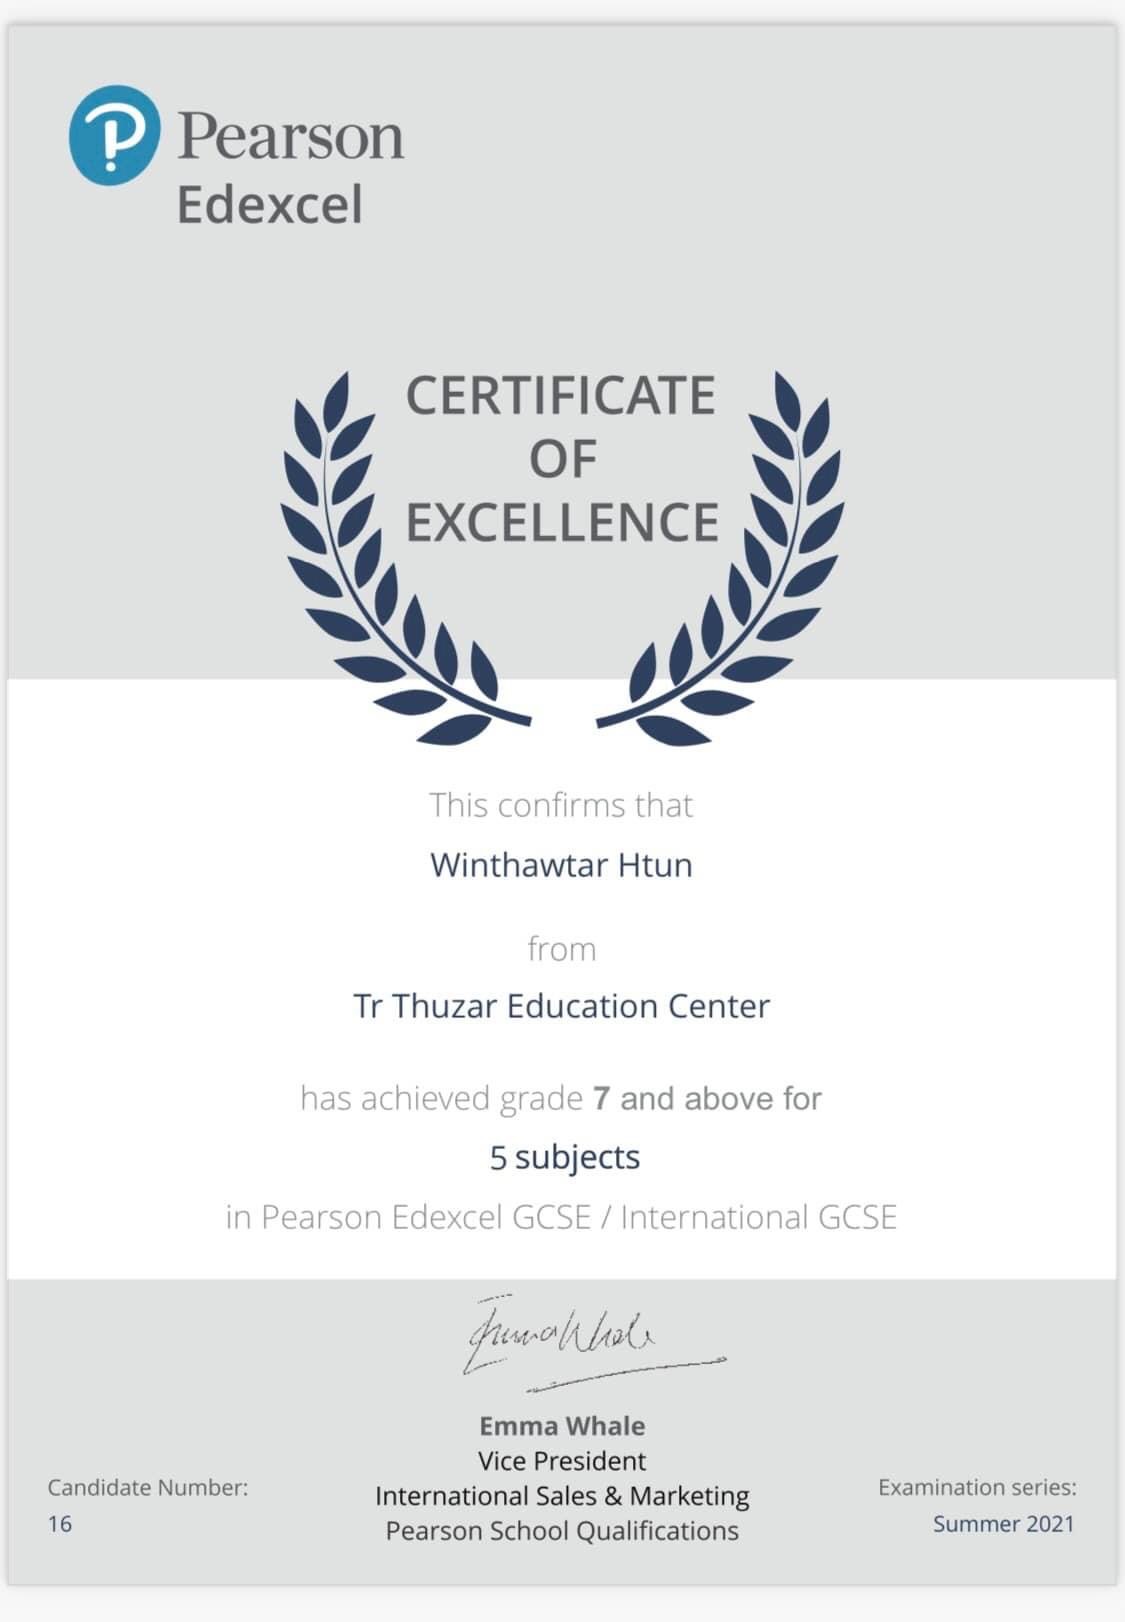 Pearson
Edexcel
CERTIFICATE
OF
EXCELLENCE
This confirms that
Winthawtar Htun
from
Tr Thuzar Education Center
has achieved grade 7 and above for
5 subjects
in Pearson Edexcel GCSE / International GCSE
Emma Whale
Emma Whale
Vice President
International Sales & Marketing
Pearson School Qualifications
Candidate Number:
16
Examination series:
Summer 2021